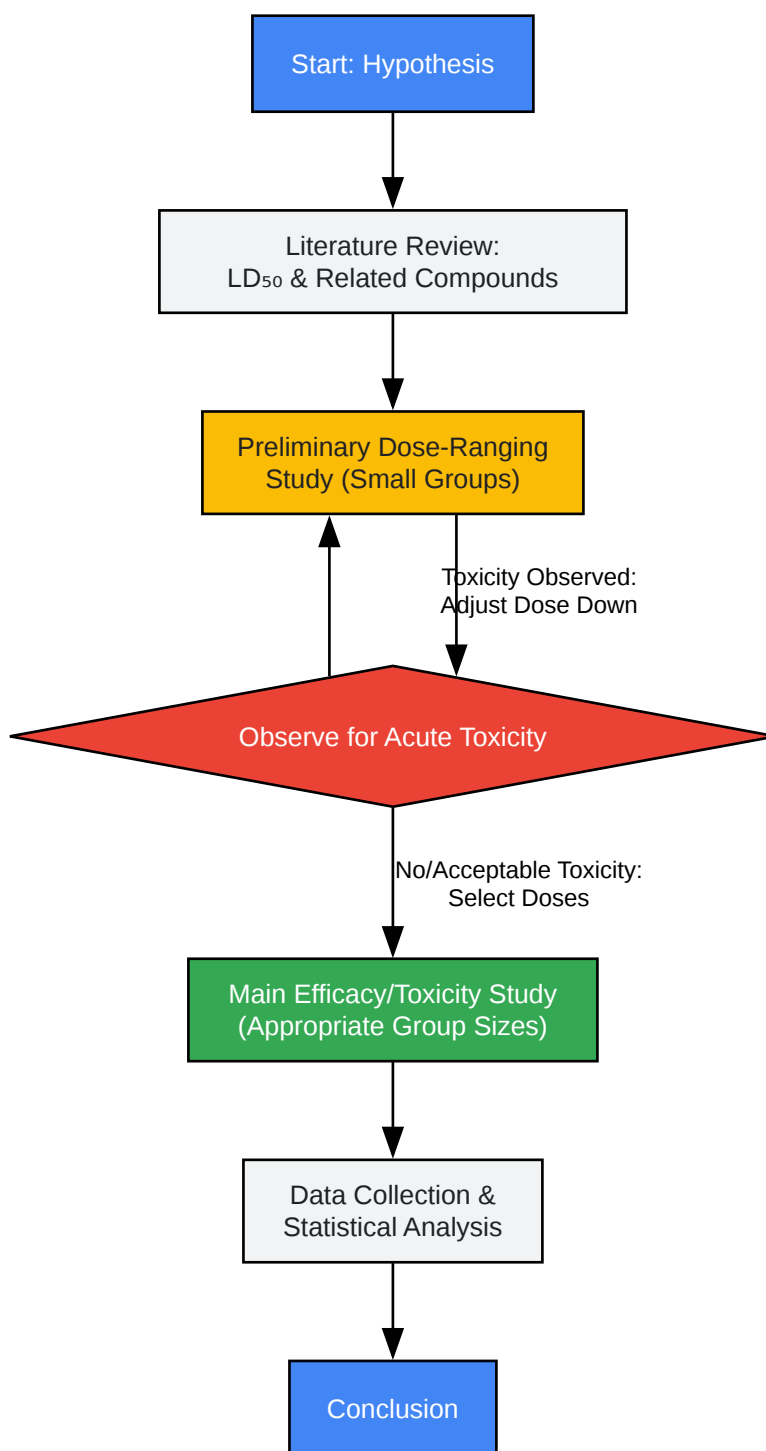 Start: Hypothesis
Literature Review:
LD₅₀ & Related Compounds
Preliminary Dose-Ranging
Study (Small Groups)
Toxicity Observed:
Adjust Dose Down
Observe for Acute Toxicity
No/Acceptable Toxicity:
Select Doses
Main Efficacy/Toxicity Study
(Appropriate Group Sizes)
Data Collection &
Statistical Analysis
Conclusion